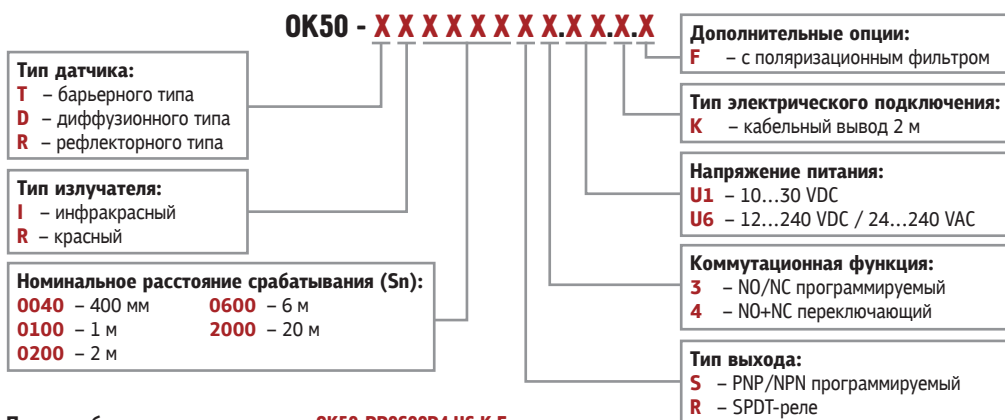 OK50 - X X X X X X X X.X X.X.X
Тип датчика:
T – барьерного типа
D – диффузионного типа
R – рефлекторного типа
Тип излучателя:
I – инфракрасный
R – красный
Номинальное расстояние срабатывания (Sn):
0040 – 400 мм
0100 – 1 м
0200 – 2 м
0600 – 6 м
2000 – 20 м
Дополнительные опции:
F – с поляризационным фильтром
Тип электрического подключения:
K – кабельный вывод 2 м
Напряжение питания:
U1 – 10...30 VDC
U6 – 12...240 VDC / 24...240 VAC
Коммутационная функция:
3 – NO/NC программируемый
4 – NO+NC переключающий
Тип выхода:
S – PNP/NPN программируемый
R – SPDT-реле